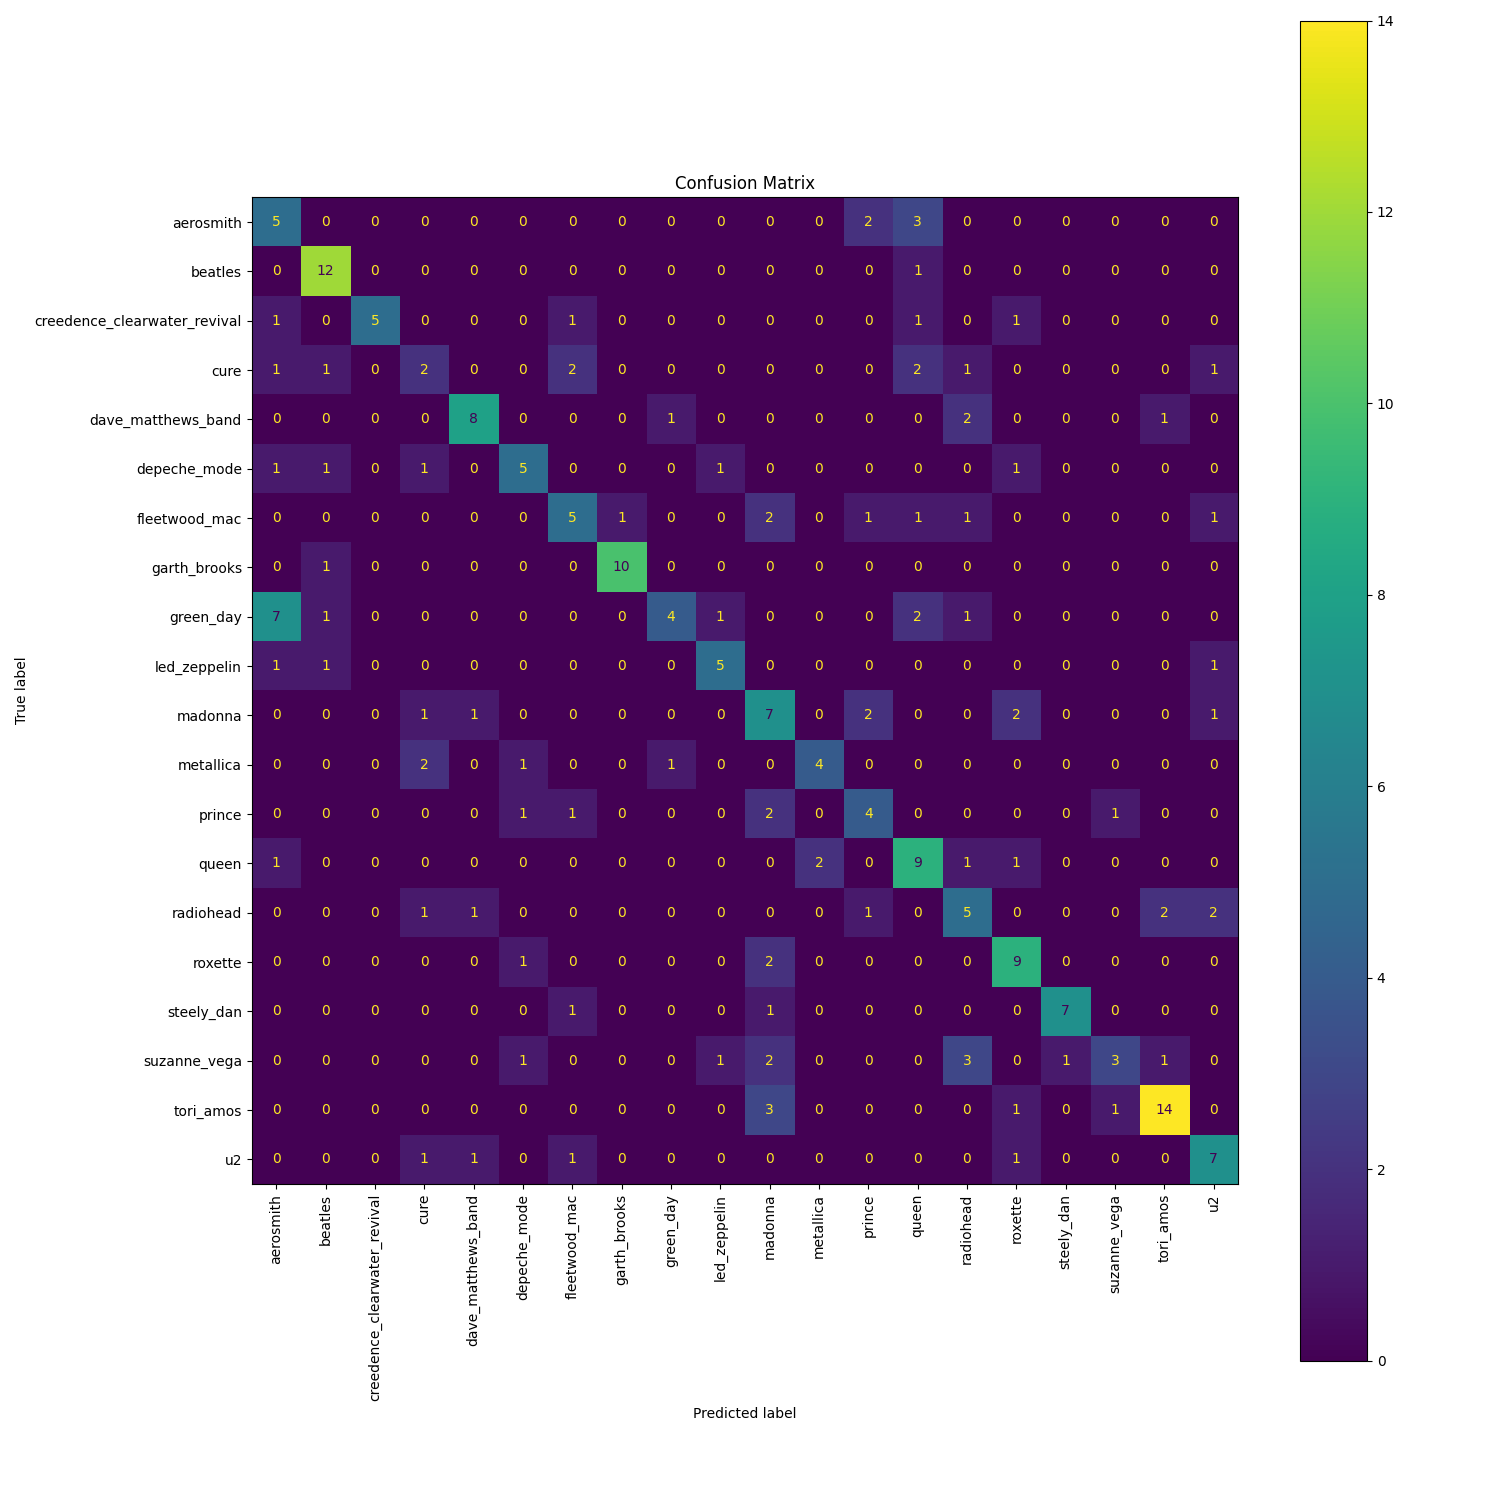 Confusion Matrix
aerosmith 5 0 0 0 0 0 0 0 0 0 0 0 2 3 0 0 0 0 0 0
beatles 0 12 0 0 0 0 0 0 0 0 0 0 0 1 0 0 0 0 0 0
creedence_clearwater_revival 1 0 5 0 0 0 1 0 0 0 0 0 0 1 0 1 0 0 0 0
cure 1 1 0 2 0 0 2 0 0 0 0 0 0 2 1 0 0 0 0 1
dave_matthews_band 0 0 0 0 8 0 0 0 1 0 0 0 0 0 2 0 0 0 1 0
depeche_mode 1 1 0 1 0 5 0 0 0 1 0 0 0 0 0 1 0 0 0 0
fleetwood_mac 0 0 0 0 0 0 5 1 0 0 2 0 1 1 1 0 0 0 0 1
garth_brooks 0 1 0 0 0 0 0 10 0 0 0 0 0 0 0 0 0 0 0 0
green_day 7 1 0 0 0 0 0 0 4 1 0 0 0 2 1 0 0 0 0 0
led_zeppelin 1 1 0 0 0 0 0 0 0 5 0 0 0 0 0 0 0 0 0 1
madonna 0 0 0 1 1 0 0 0 0 0 7 0 2 0 0 2 0 0 0 1
metallica 0 0 0 2 0 1 0 0 1 0 0 4 0 0 0 0 0 0 0 0
prince 0 0 0 0 0 1 1 0 0 0 2 0 4 0 0 0 0 1 0 0
queen 1 0 0 0 0 0 0 0 0 0 0 2 0 9 1 1 0 0 0 0
radiohead 0 0 0 1 1 0 0 0 0 0 0 0 1 0 5 0 0 0 2 2
roxette 0 0 0 0 0 1 0 0 0 0 2 0 0 0 0 9 0 0 0 0
steely_dan 0 0 0 0 0 0 1 0 0 0 1 0 0 0 0 0 7 0 0 0
suzanne_vega 0 0 0 0 0 1 0 0 0 1 2 0 0 0 3 0 1 3 1 0
tori_amos 0 0 0 0 0 0 0 0 0 0 3 0 0 0 0 1 0 1 14 0
u2 0 0 0 1 1 0 1 0 0 0 0 0 0 0 0 1 0 0 0 7
True label
aerosmith
beatles
creedence_clearwater_revival
cure
dave_matthews_band
depeche_mode
fleetwood_mac
garth_brooks
green_day
led_zeppelin
madonna
metallica
prince
queen
radiohead
roxette
steely_dan
suzanne_vega
tori_amos
u2
Predicted label
14
12
10
8
6
4
2
0